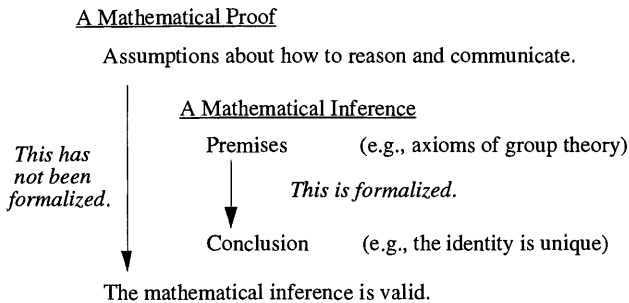 A Mathematical Proof
Assumptions about how to reason and communicate.
A Mathematical Inference
Premises (e.g., axioms of group theory)
This has
not been
formalized.
This is formalized.
Conclusion (e.g., the identity is unique)
The mathematical inference is valid.